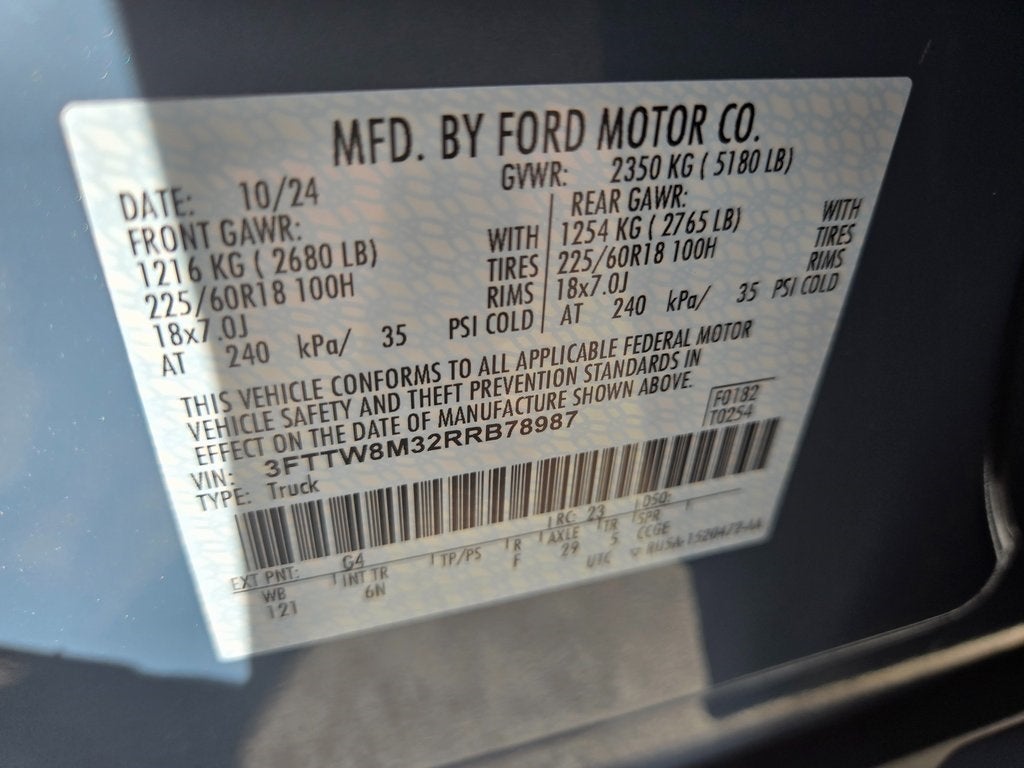 MFD. BY FORD MOTOR CO.
DATE: 10/24 GVWR: 2350 KG ( 5180 LB)
FRONT GAWR:
1216 KG ( 2680 LB) WITH
225/60R18 100H TIRES
18x7.0J RIMS
AT 240 kPa/ 35 PSI COLD
REAR GAWR:
1254 KG ( 2765 LB) WITH
225/60R18 100H TIRES
18x7.0J RIMS
AT 240 kPa/ 35 PSI COLD
THIS VEHICLE CONFORMS TO ALL APPLICABLE FEDERAL MOTOR
VEHICLE SAFETY AND THEFT PREVENTION STANDARDS IN
EFFECT ON THE DATE OF MANUFACTURE SHOWN ABOVE.
VIN: 3FTTW8M32RRB78987
TYPE: Truck
F0182
T0254
EXT PNT: G4 RC: 23 DSO:
WB INT TR TP/PS R AXLE TR SPR
121 6N F 29 5 CCGE
UTC